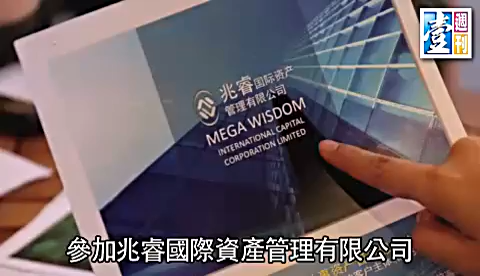 壹週刊
兆睿国际资产
管理有限公司
MEGA WISDOM
INTERNATIONAL CAPITAL
CORPORATION LIMITED
參加兆睿國際資產管理有限公司